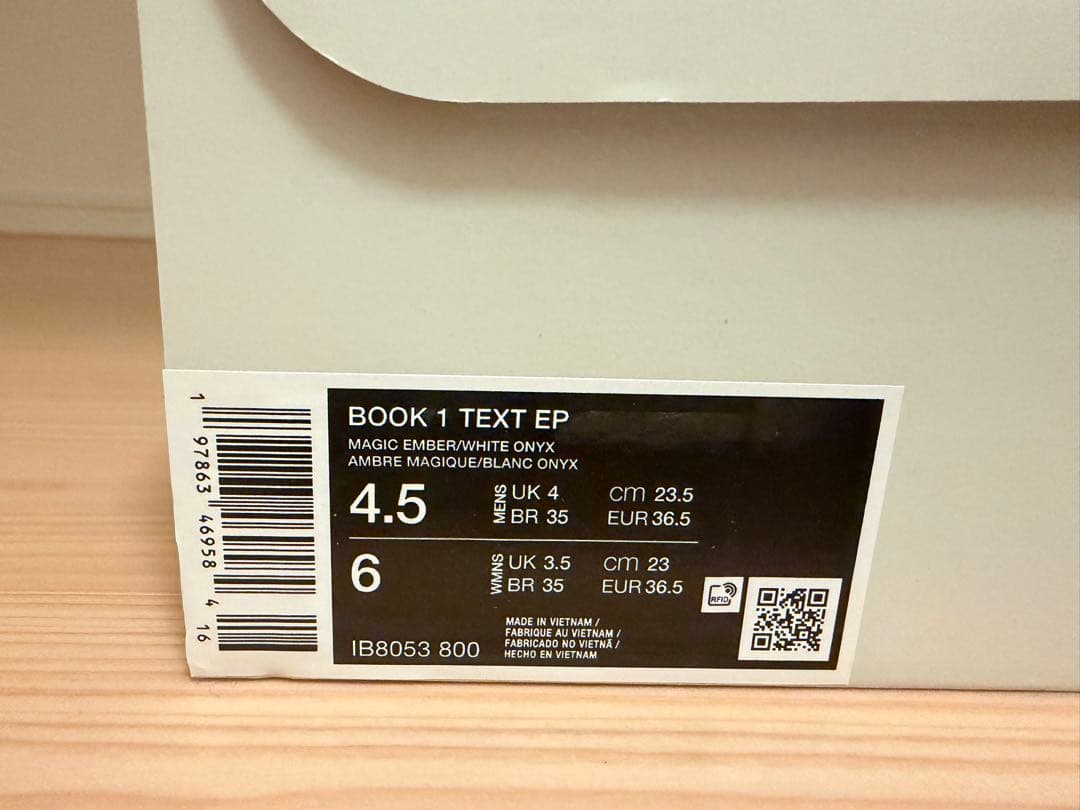 1 97863 46958 4 16
BOOK 1 TEXT EP
MAGIC EMBER/WHITE ONYX
AMBRE MAGIQUE/BLANC ONYX
4.5 MENS UK 4 cm 23.5
BR 35 EUR 36.5
6 WMNS UK 3.5 cm 23
BR 35 EUR 36.5
RFID
IB8053 800
MADE IN VIETNAM /
FABRIQUE AU VIETNAM /
FABRICADO NO VIETNÃ /
HECHO EN VIETNAM